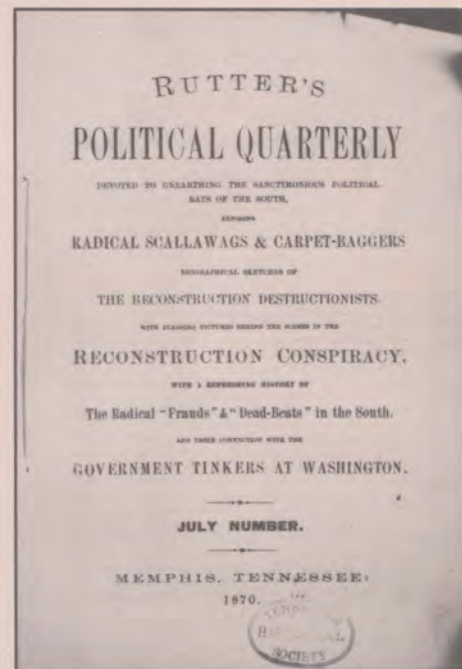 RUTTER'S
POLITICAL QUARTERLY
DEVOTED TO UNEARTHING THE SANCTIMONIOUS POLITICAL
RATS OF THE SOUTH,
EXPOSING
RADICAL SCALLAWAGS & CARPET-BAGGERS
BIOGRAPHICAL SKETCHES OF
THE RECONSTRUCTION DESTRUCTIONISTS.
WITH PICTURES BEHIND THE SCENES IN THE
RECONSTRUCTION CONSPIRACY,
WITH A REFRESHING HISTORY OF
The Radical "Frauds" & "Dead-Beats" in the South.
AND THEIR CONNECTION WITH THE
GOVERNMENT TINKERS AT WASHINGTON.
JULY NUMBER.
MEMPHIS, TENNESSEE:
1870.
SOCIETY